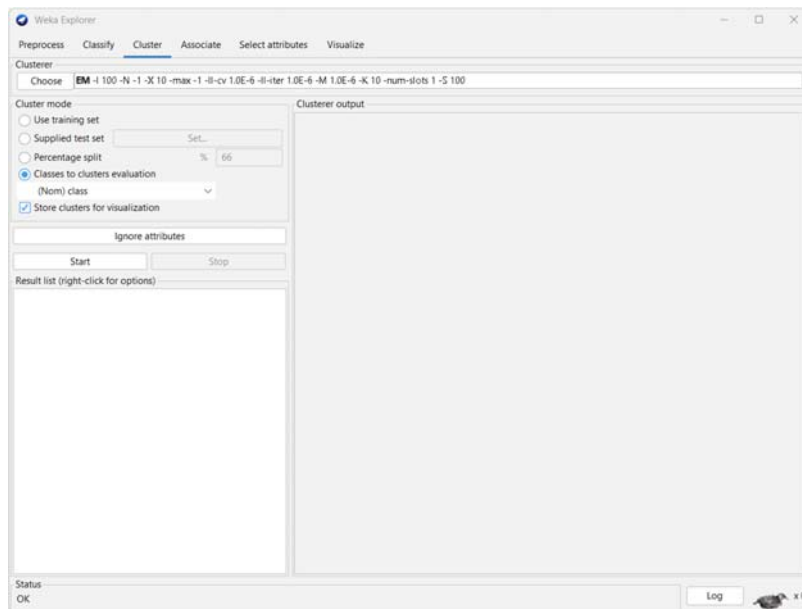 Weka Explorer
Preprocess Classify Cluster Associate Select attributes Visualize
Clusterer
Choose EM -I 100 -N -1 -X 10 -max -1 -ll-cv 1.0E-6 -ll-iter 1.0E-6 -M 1.0E-6 -K 10 -num-slots 1 -S 100
Cluster mode
Use training set
Supplied test set Set...
Percentage split % 66
Classes to clusters evaluation
(Nom) class
Store clusters for visualization
Ignore attributes
Start Stop
Result list (right-click for options)
Clusterer output
Status
OK
Log
x